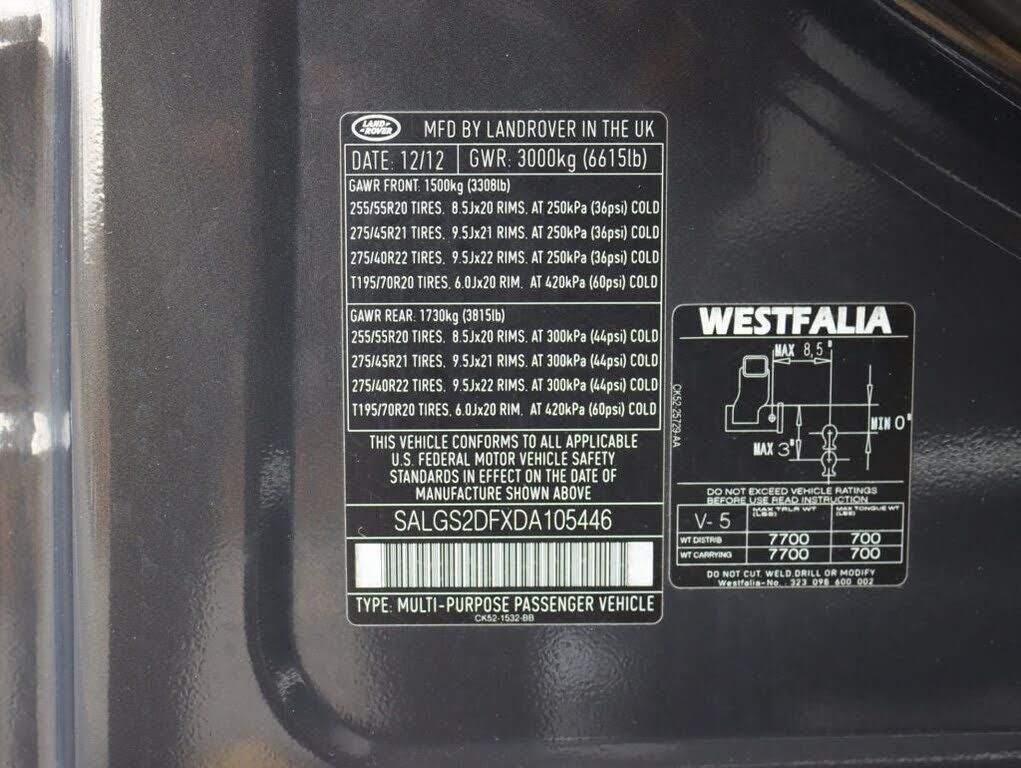 LAND-
ROVER
MFD BY LANDROVER IN THE UK
DATE: 12/12 GWR: 3000kg (6615lb)
GAWR FRONT: 1500kg (3308lb)
255/55R20 TIRES. 8.5Jx20 RIMS. AT 250kPa (36psi) COLD
275/45R21 TIRES. 9.5Jx21 RIMS. AT 250kPa (36psi) COLD
275/40R22 TIRES. 9.5Jx22 RIMS. AT 250kPa (36psi) COLD
T195/70R20 TIRES. 6.0Jx20 RIM. AT 420kPa (60psi) COLD
GAWR REAR: 1730kg (3815lb)
255/55R20 TIRES. 8.5Jx20 RIMS. AT 300kPa (44psi) COLD
275/45R21 TIRES. 9.5Jx21 RIMS. AT 300kPa (44psi) COLD
275/40R22 TIRES. 9.5Jx22 RIMS. AT 300kPa (44psi) COLD
T195/70R20 TIRES. 6.0Jx20 RIM. AT 420kPa (60psi) COLD
THIS VEHICLE CONFORMS TO ALL APPLICABLE
U.S. FEDERAL MOTOR VEHICLE SAFETY
STANDARDS IN EFFECT ON THE DATE OF
MANUFACTURE SHOWN ABOVE
SALGS2DFXDA105446
TYPE: MULTI-PURPOSE PASSENGER VEHICLE
CK52-1532-BB
CK52-25729-AA
WESTFALIA
MAX 8,5"
MIN 0"
MAX 3"
DO NOT EXCEED VEHICLE RATINGS
BEFORE USE READ INSTRUCTION
V-5 MAX TRLR WT (LBS) MAX TONGUE WT (LBS)
WT DISTRIB 7700 700
WT CARRYING 7700 700
DO NOT CUT, WELD, DRILL OR MODIFY
Westfalia-No.. 323 098 600 002